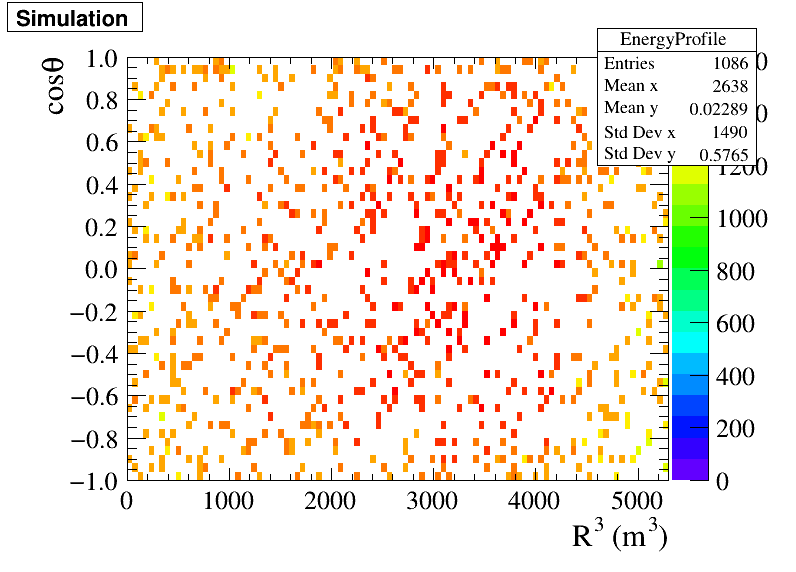 Simulation
EnergyProfile
Entries 1086
Mean x 2638
Mean y 0.02289
Std Dev x 1490
Std Dev y 0.5765
cosθ
1.0
0.8
0.6
0.4
0.2
0.0
−0.2
−0.4
−0.6
−0.8
−1.0
0 1000 2000 3000 4000 5000
R³ (m³)
1200
1000
800
600
400
200
0